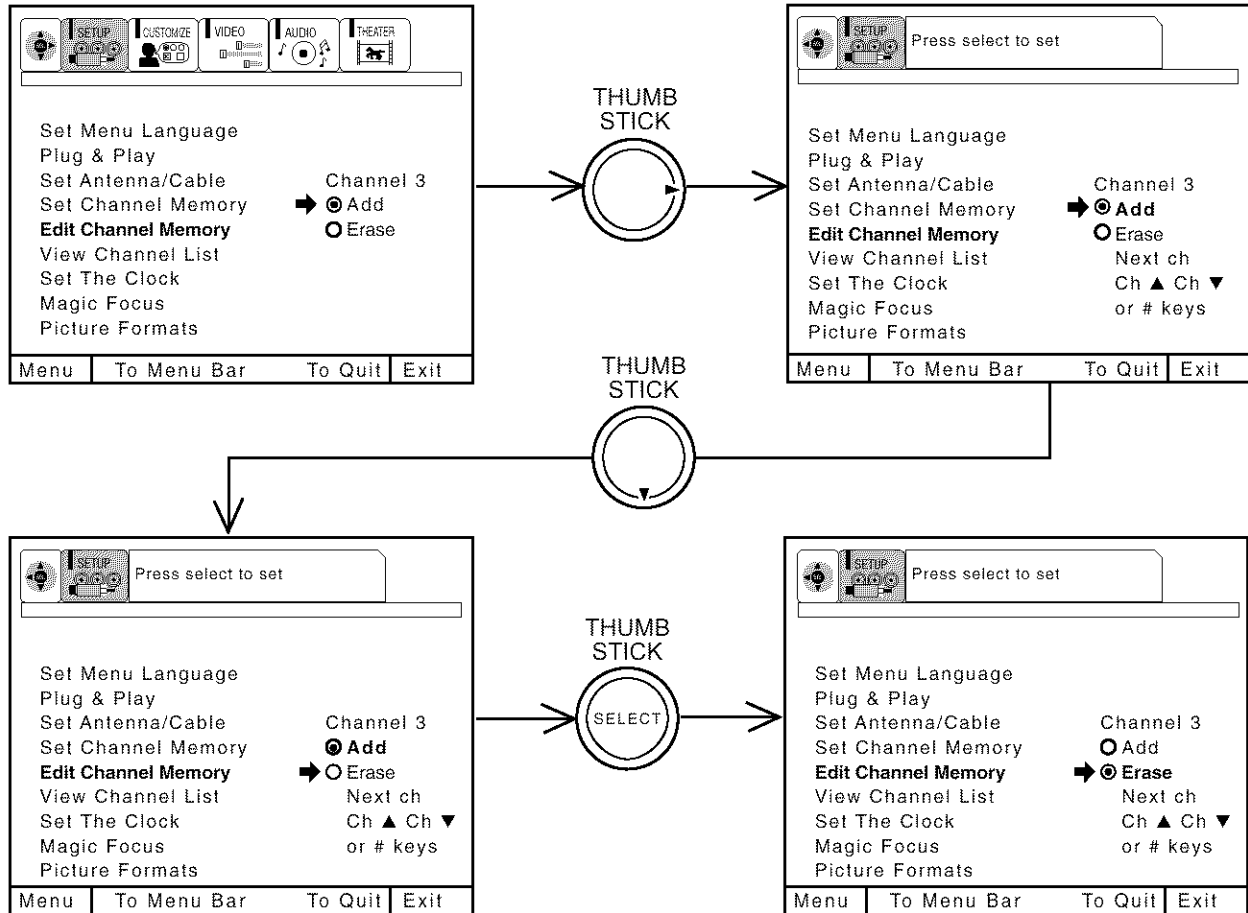 SETUP CUSTOMIZE VIDEO AUDIO THEATER
SEL
Set Menu Language
Plug & Play
Set Antenna/Cable Channel 3
Set Channel Memory Add
Edit Channel Memory Erase
View Channel List
Set The Clock
Magic Focus
Picture Formats
Menu To Menu Bar To Quit Exit
THUMB
STICK
SEL
SETUP
Press select to set
Set Menu Language
Plug & Play
Set Antenna/Cable Channel 3
Set Channel Memory Add
Edit Channel Memory Erase
View Channel List Next ch
Set The Clock Ch ▲ Ch ▼
Magic Focus or # keys
Picture Formats
Menu To Menu Bar To Quit Exit
THUMB
STICK
SEL
SETUP
Press select to set
Set Menu Language
Plug & Play
Set Antenna/Cable Channel 3
Set Channel Memory Add
Edit Channel Memory Erase
View Channel List Next ch
Set The Clock Ch ▲ Ch ▼
Magic Focus or # keys
Picture Formats
Menu To Menu Bar To Quit Exit
THUMB
STICK
SELECT
SEL
SETUP
Press select to set
Set Menu Language
Plug & Play
Set Antenna/Cable Channel 3
Set Channel Memory Add
Edit Channel Memory Erase
View Channel List Next ch
Set The Clock Ch ▲ Ch ▼
Magic Focus or # keys
Picture Formats
Menu To Menu Bar To Quit Exit